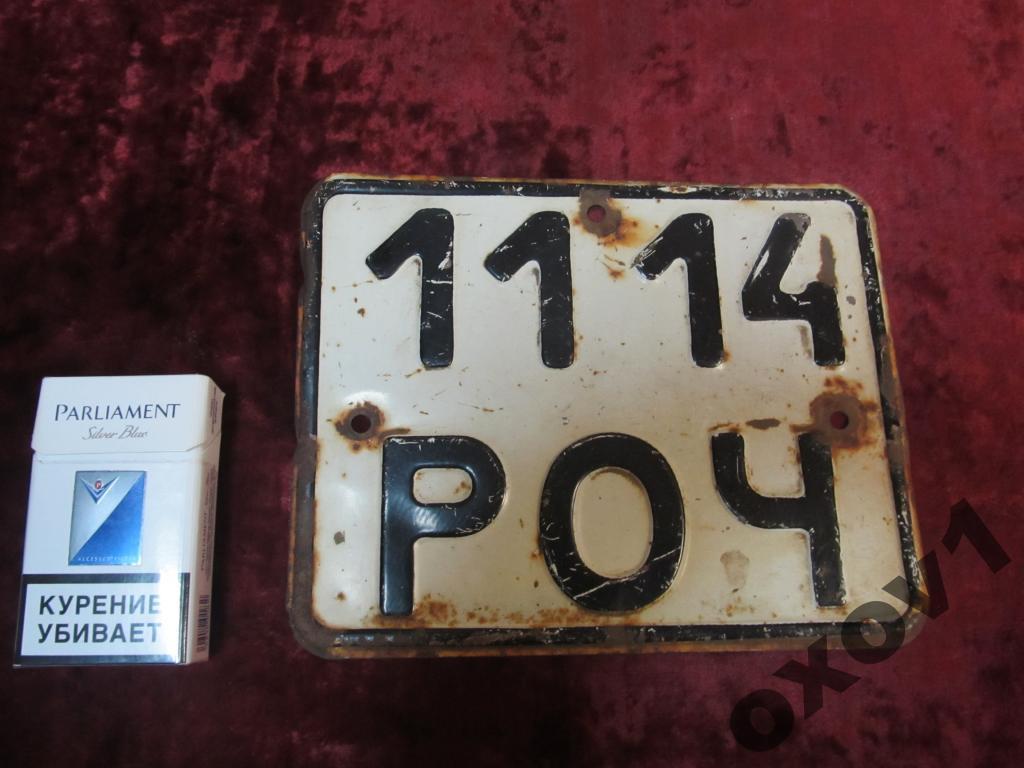 1114
РОЧ
PARLIAMENT
Silver Blue
КУРЕНИЕ
УБИВАЕТ
oxov1